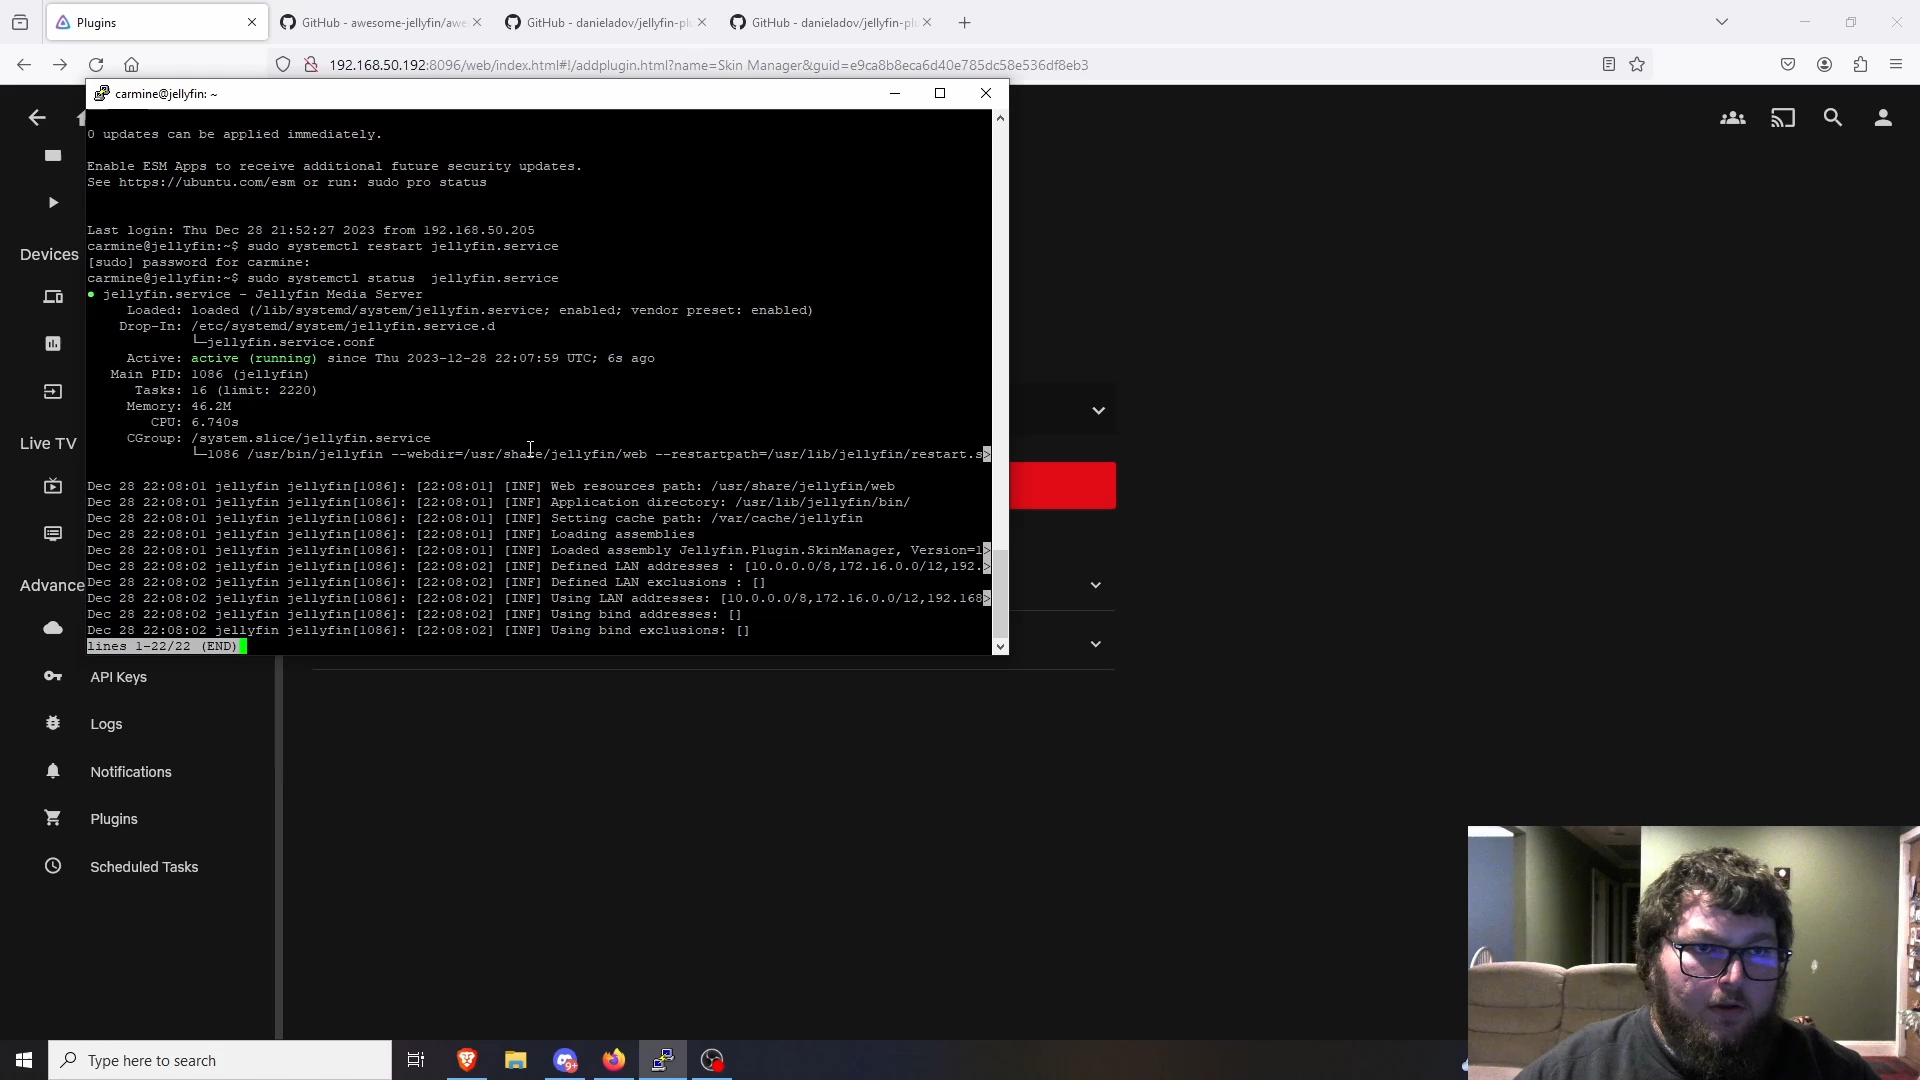 Plugins
GitHub - awesome-jellyfin/awe
GitHub - danieladov/jellyfin-plu
GitHub - danieladov/jellyfin-plu
192.168.50.192:8096/web/index.html#!/addplugin.html?name=Skin Manager&guid=e9ca8b8eca6d40e785dc58e536df8eb3
carmine@jellyfin: ~
0 updates can be applied immediately.
Enable ESM Apps to receive additional future security updates.
See https://ubuntu.com/esm or run: sudo pro status
Last login: Thu Dec 28 21:52:27 2023 from 192.168.50.205
carmine@jellyfin:~$ sudo systemctl restart jellyfin.service
[sudo] password for carmine:
carmine@jellyfin:~$ sudo systemctl status  jellyfin.service
● jellyfin.service - Jellyfin Media Server
Loaded: loaded (/lib/systemd/system/jellyfin.service; enabled; vendor preset: enabled)
Drop-In: /etc/systemd/system/jellyfin.service.d
└─jellyfin.service.conf
Active: active (running) since Thu 2023-12-28 22:07:59 UTC; 6s ago
Main PID: 1086 (jellyfin)
Tasks: 16 (limit: 2220)
Memory: 46.2M
CPU: 6.740s
CGroup: /system.slice/jellyfin.service
└─1086 /usr/bin/jellyfin --webdir=/usr/share/jellyfin/web --restartpath=/usr/lib/jellyfin/restart.s>
Dec 28 22:08:01 jellyfin jellyfin[1086]: [22:08:01] [INF] Web resources path: /usr/share/jellyfin/web
Dec 28 22:08:01 jellyfin jellyfin[1086]: [22:08:01] [INF] Application directory: /usr/lib/jellyfin/bin/
Dec 28 22:08:01 jellyfin jellyfin[1086]: [22:08:01] [INF] Setting cache path: /var/cache/jellyfin
Dec 28 22:08:01 jellyfin jellyfin[1086]: [22:08:01] [INF] Loading assemblies
Dec 28 22:08:01 jellyfin jellyfin[1086]: [22:08:01] [INF] Loaded assembly Jellyfin.Plugin.SkinManager, Version=1>
Dec 28 22:08:02 jellyfin jellyfin[1086]: [22:08:02] [INF] Defined LAN addresses : [10.0.0.0/8,172.16.0.0/12,192.>
Dec 28 22:08:02 jellyfin jellyfin[1086]: [22:08:02] [INF] Defined LAN exclusions : []
Dec 28 22:08:02 jellyfin jellyfin[1086]: [22:08:02] [INF] Using LAN addresses: [10.0.0.0/8,172.16.0.0/12,192.168>
Dec 28 22:08:02 jellyfin jellyfin[1086]: [22:08:02] [INF] Using bind addresses: []
Dec 28 22:08:02 jellyfin jellyfin[1086]: [22:08:02] [INF] Using bind exclusions: []
lines 1-22/22 (END)
Devices
Live TV
Advance
API Keys
Logs
Notifications
Plugins
Scheduled Tasks
Type here to search
9+